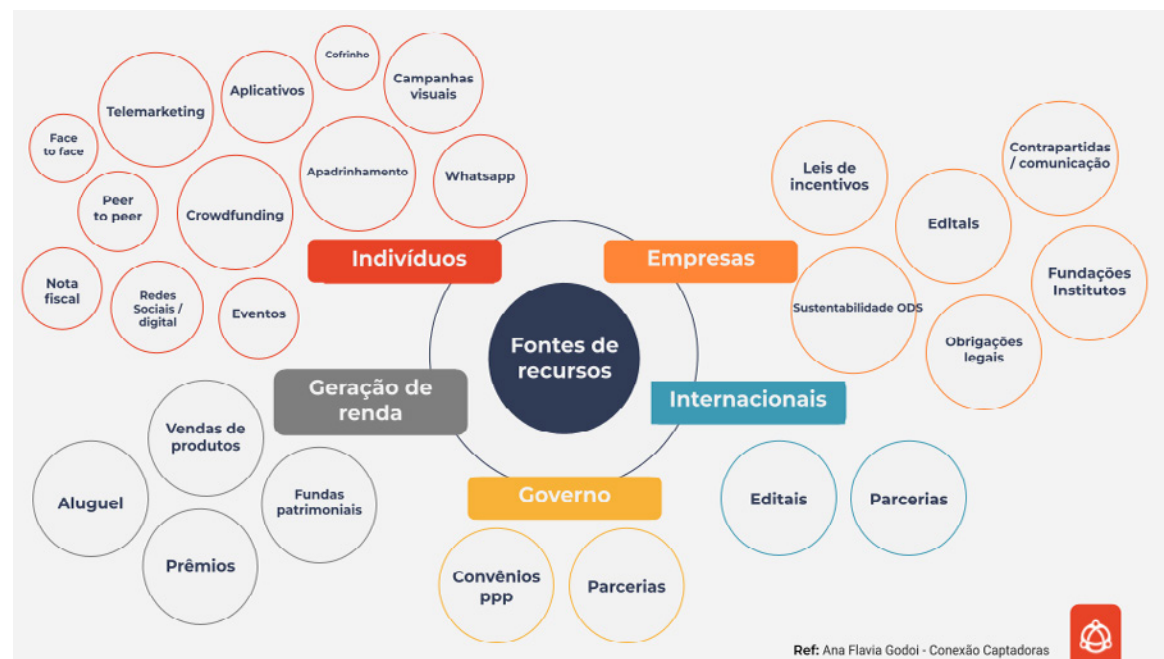 Cofrinho
Campanhas
visuais
Aplicativos
Telemarketing
Face
to face
Apadrinhamento
Whatsapp
Peer
to peer
Crowdfunding
Nota
fiscal
Redes
Sociais /
digital
Eventos
Indivíduos
Empresas
Leis de
incentivos
Contrapartidas
/ comunicação
Editais
Fundações
Institutos
Sustentabilidade ODS
Obrigações
legais
Fontes de
recursos
Geração de
renda
Internacionais
Vendas de
produtos
Aluguel
Fundas
patrimoniais
Prêmios
Governo
Convênios
PPP
Parcerias
Editais
Parcerias
Ref: Ana Flavia Godoi - Conexão Captadoras